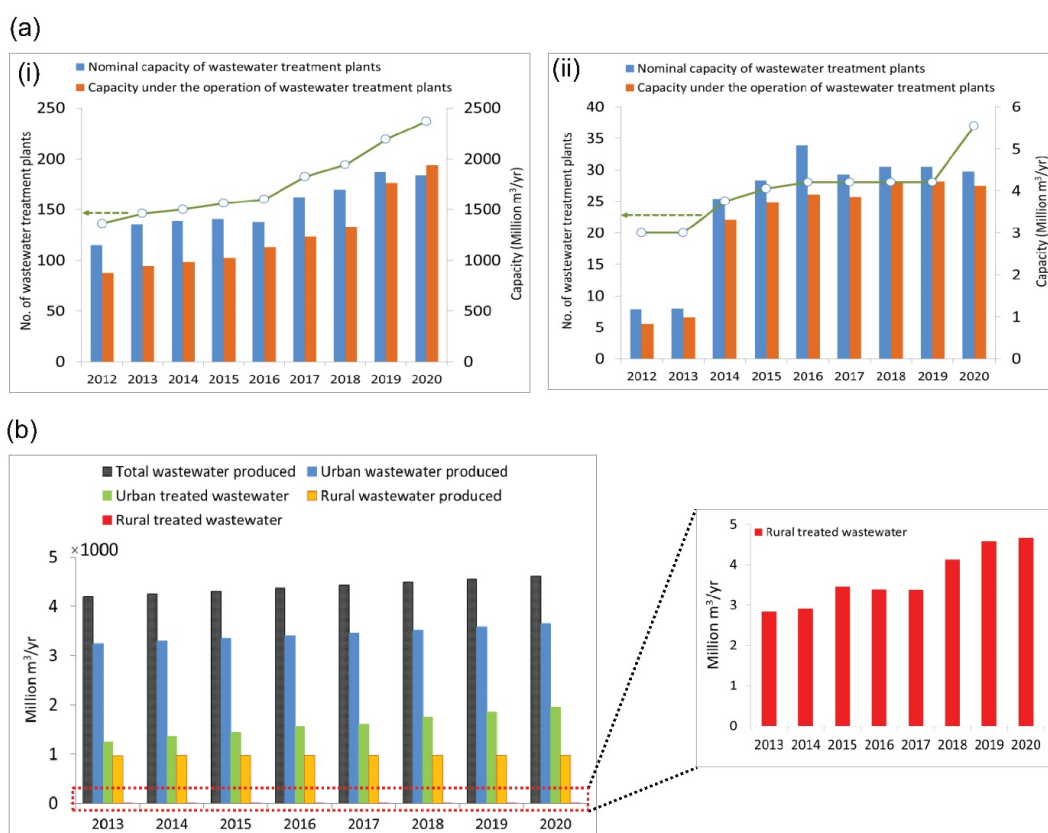 (a)
(i)
Nominal capacity of wastewater treatment plants
Capacity under the operation of wastewater treatment plants
No. of wastewater treatment plants
250
200
150
100
50
0
2500
2000
1500
1000
500
0
Capacity (Million m³/yr)
2012 2013 2014 2015 2016 2017 2018 2019 2020
(ii)
Nominal capacity of wastewater treatment plants
Capacity under the operation of wastewater treatment plants
No. of wastewater treatment plants
40
35
30
25
20
15
10
5
0
6
5
4
3
2
1
0
Capacity (Million m³/yr)
2012 2013 2014 2015 2016 2017 2018 2019 2020
(b)
Total wastewater produced Urban wastewater produced
Urban treated wastewater Rural wastewater produced
Rural treated wastewater
×1000
Million m³/yr
5
4
3
2
1
0
2013 2014 2015 2016 2017 2018 2019 2020
Rural treated wastewater
Million m³/yr
5
4
3
2
1
0
2013 2014 2015 2016 2017 2018 2019 2020